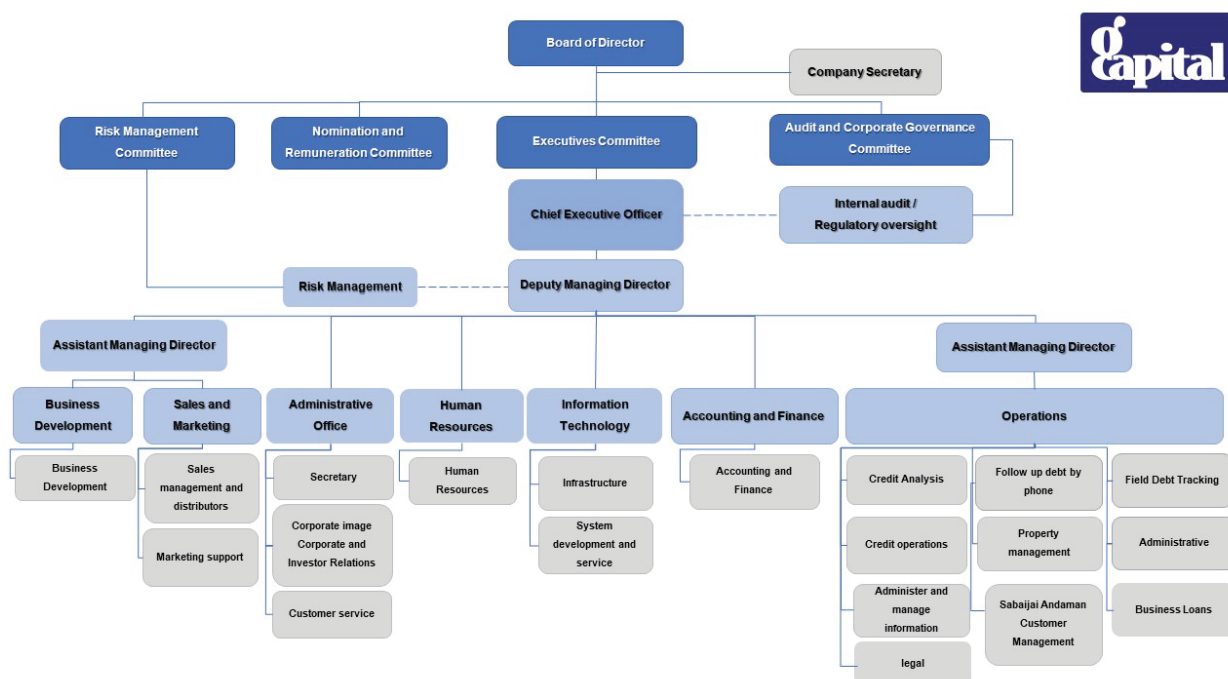 Board of Director
g
capital
Company Secretary
Risk Management
Committee
Nomination and
Remuneration Committee
Executives Committee
Audit and Corporate Governance
Committee
Chief Executive Officer
Internal audit /
Regulatory oversight
Risk Management
Deputy Managing Director
Assistant Managing Director
Assistant Managing Director
Business
Development
Sales and
Marketing
Administrative
Office
Human
Resources
Information
Technology
Accounting and Finance
Operations
Business
Development
Sales
management and
distributors
Marketing support
Secretary
Corporate image
Corporate and
Investor Relations
Customer service
Human
Resources
Infrastructure
System
development and
service
Accounting and
Finance
Credit Analysis
Credit operations
Administer and
manage
information
legal
Follow up debt by
phone
Property
management
Sabaijai Andaman
Customer
Management
Field Debt Tracking
Administrative
Business Loans